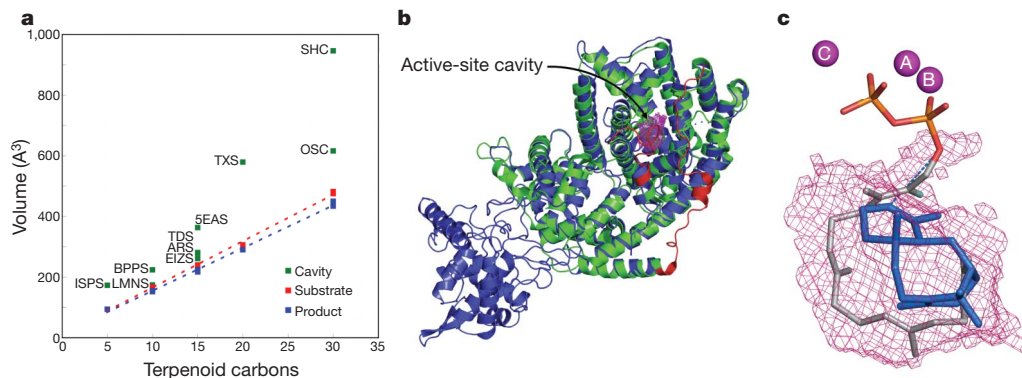 a
Volume (Å³)
1,000
800
600
400
200
0
0 5 10 15 20 25 30 35
Terpenoid carbons
SHC
OSC
TXS
5EAS
TDS
ARS
EIZS
BPPS
ISPS
LMNS
Cavity
Substrate
Product
b
Active-site cavity
c
C
A
B